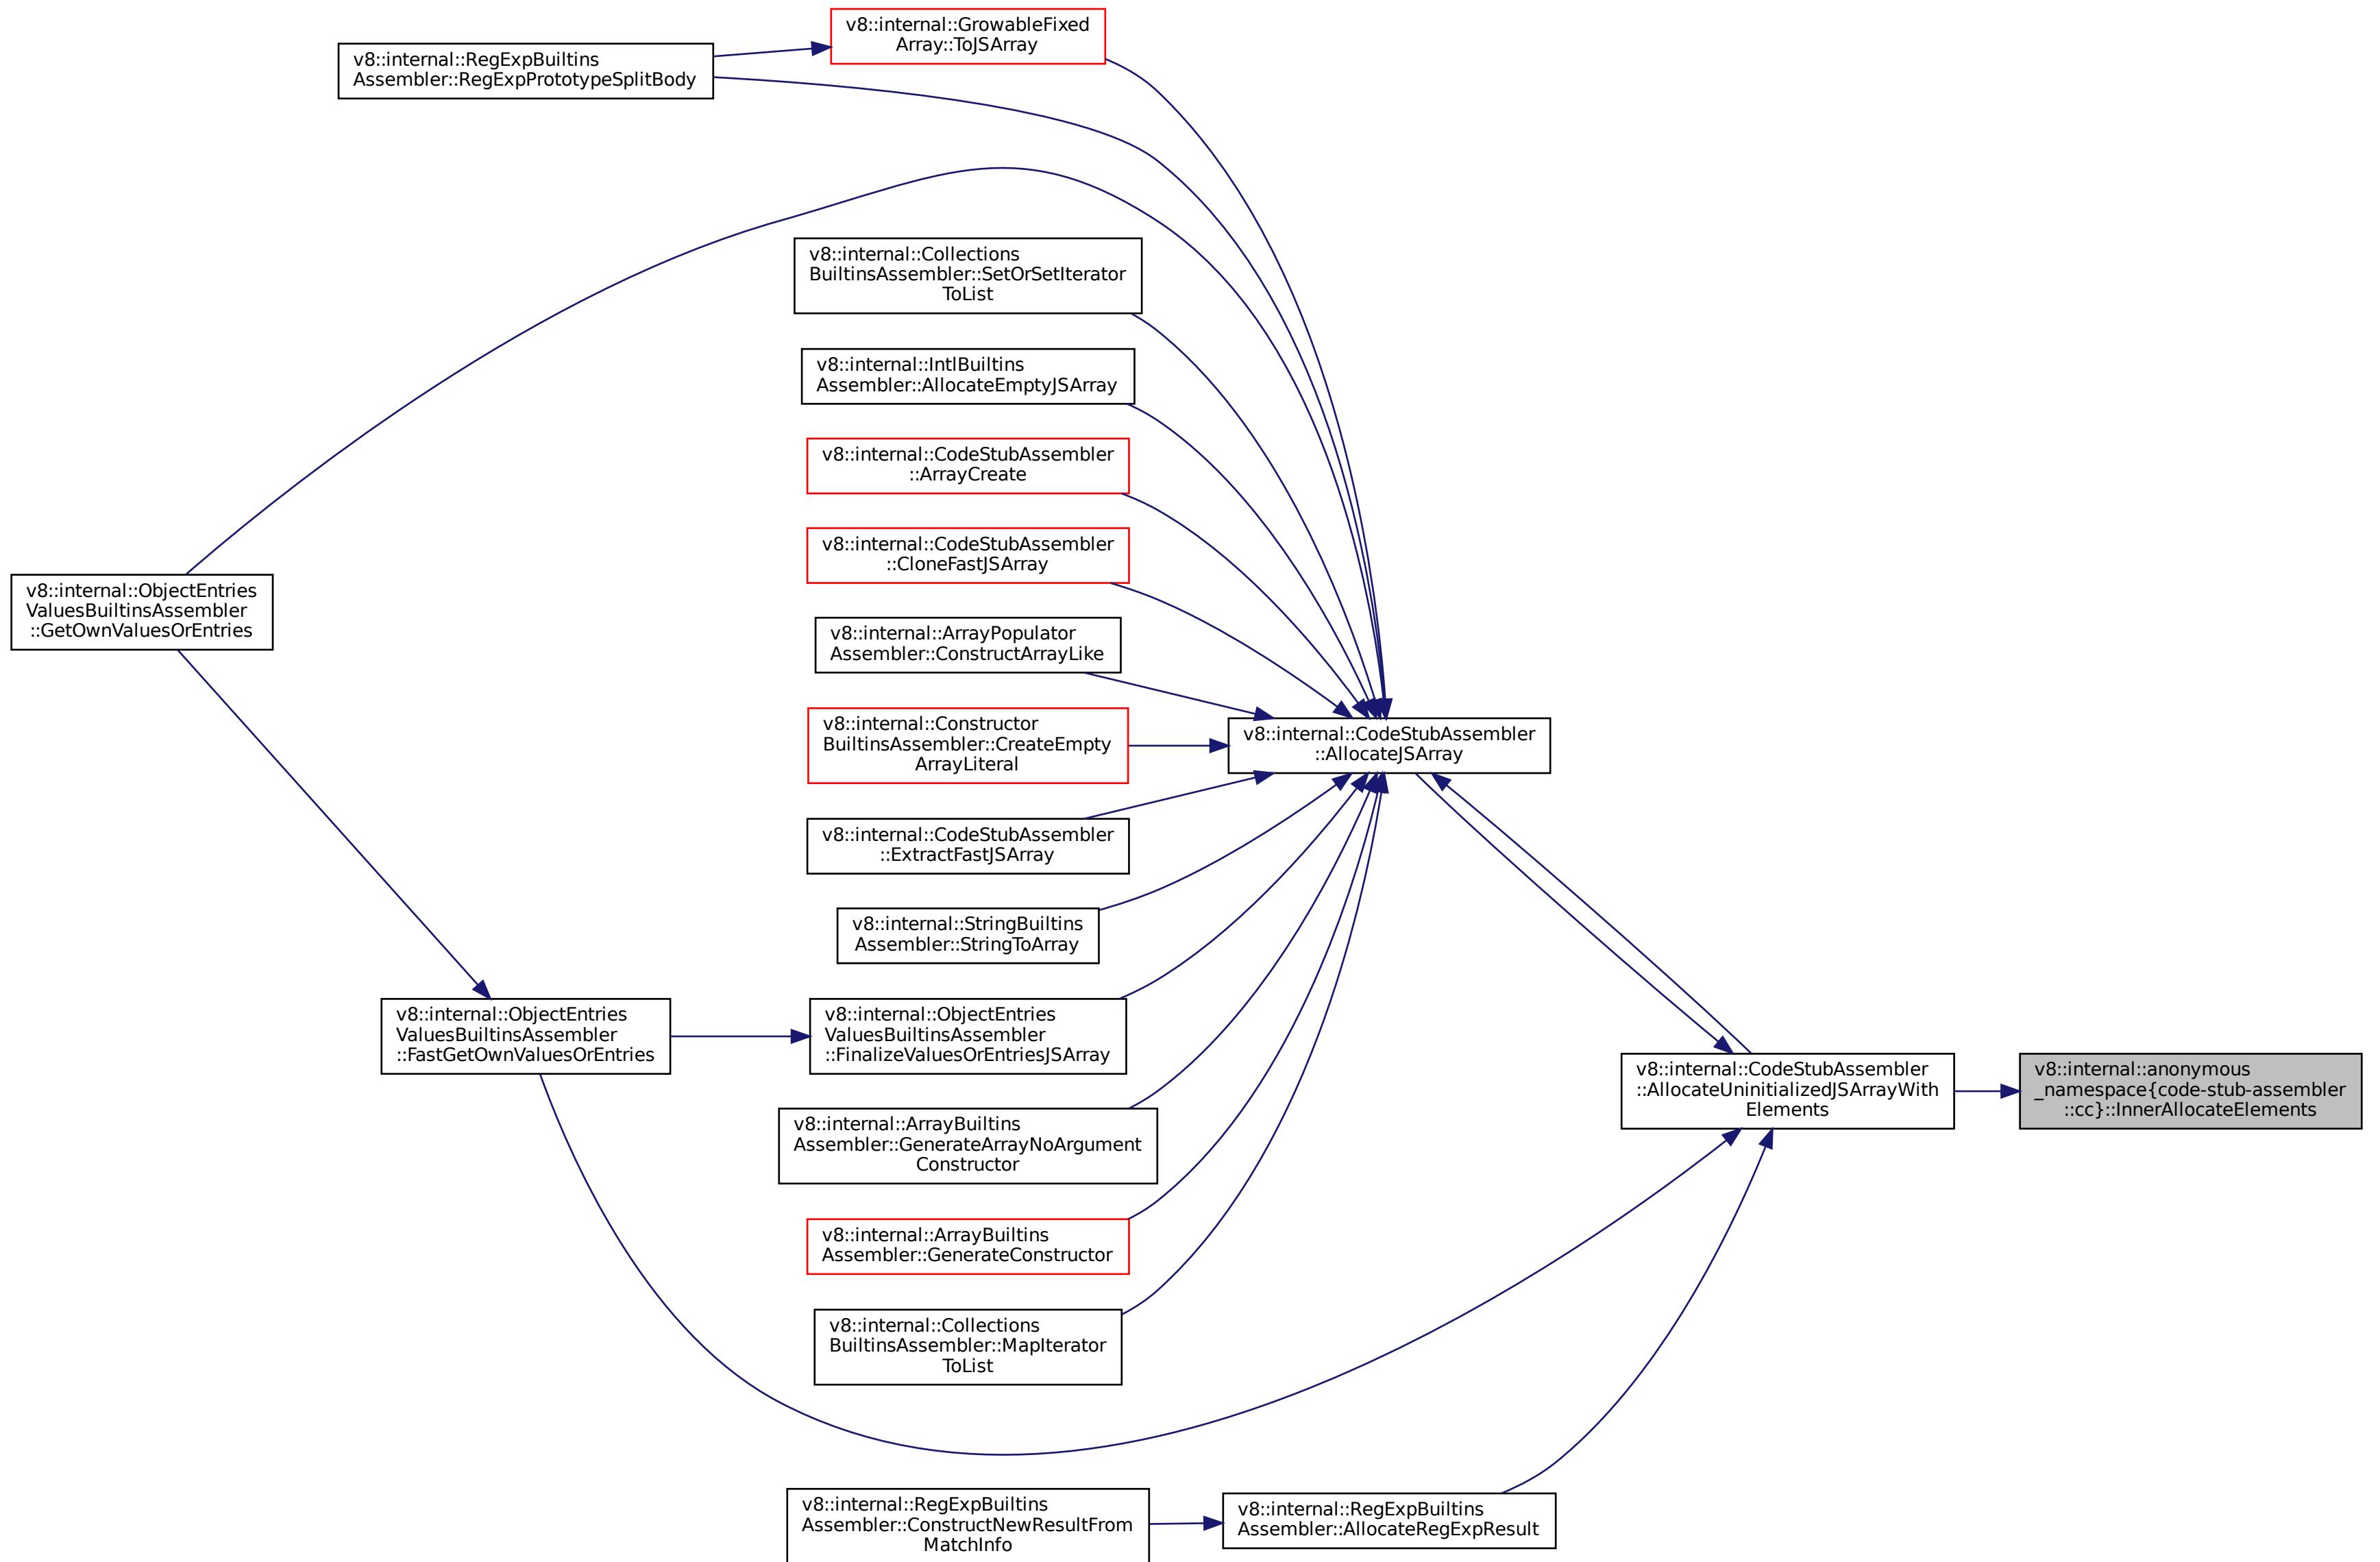 v8::internal::GrowableFixed
Array::ToJSArray
v8::internal::RegExpBuiltins
Assembler::RegExpPrototypeSplitBody
v8::internal::Collections
BuiltinsAssembler::SetOrSetIterator
ToList
v8::internal::IntlBuiltins
Assembler::AllocateEmptyJSArray
v8::internal::CodeStubAssembler
::ArrayCreate
v8::internal::CodeStubAssembler
::CloneFastJSArray
v8::internal::ObjectEntries
ValuesBuiltinsAssembler
::GetOwnValuesOrEntries
v8::internal::ArrayPopulator
Assembler::ConstructArrayLike
v8::internal::Constructor
BuiltinsAssembler::CreateEmpty
ArrayLiteral
v8::internal::CodeStubAssembler
::AllocateJSArray
v8::internal::CodeStubAssembler
::ExtractFastJSArray
v8::internal::StringBuiltins
Assembler::StringToArray
v8::internal::ObjectEntries
ValuesBuiltinsAssembler
::FastGetOwnValuesOrEntries
v8::internal::ObjectEntries
ValuesBuiltinsAssembler
::FinalizeValuesOrEntriesJSArray
v8::internal::CodeStubAssembler
::AllocateUninitializedJSArrayWith
Elements
v8::internal::anonymous
_namespace{code-stub-assembler
::cc}::InnerAllocateElements
v8::internal::ArrayBuiltins
Assembler::GenerateArrayNoArgument
Constructor
v8::internal::ArrayBuiltins
Assembler::GenerateConstructor
v8::internal::Collections
BuiltinsAssembler::MapIterator
ToList
v8::internal::RegExpBuiltins
Assembler::ConstructNewResultFrom
MatchInfo
v8::internal::RegExpBuiltins
Assembler::AllocateRegExpResult